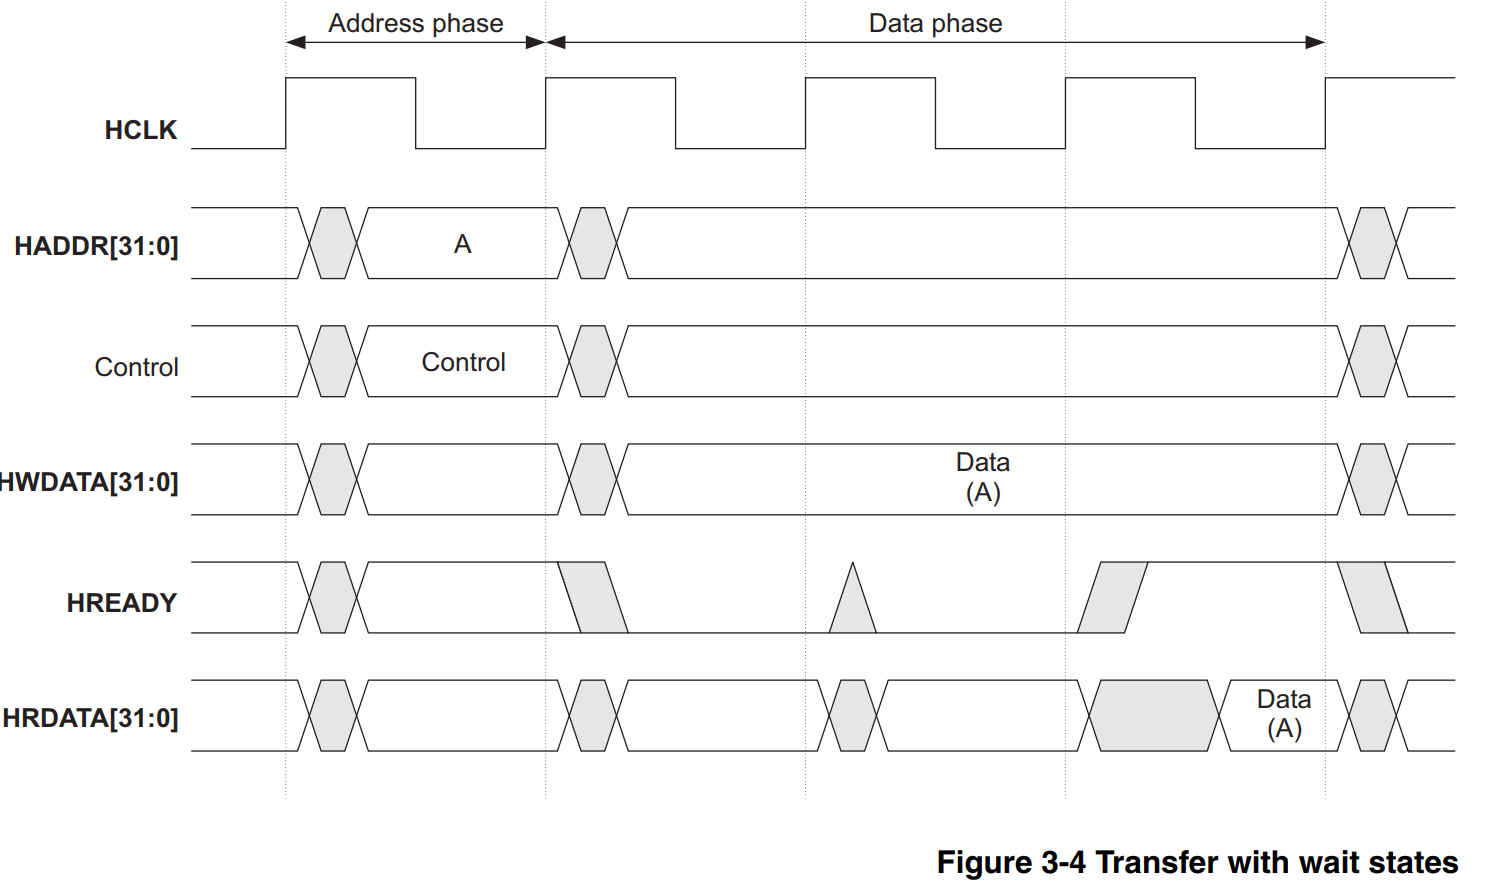 Address phase
Data phase
HCLK
HADDR[31:0]
A
Control
Control
HWDATA[31:0]
Data
(A)
HREADY
HRDATA[31:0]
Data
(A)
Figure 3-4 Transfer with wait states